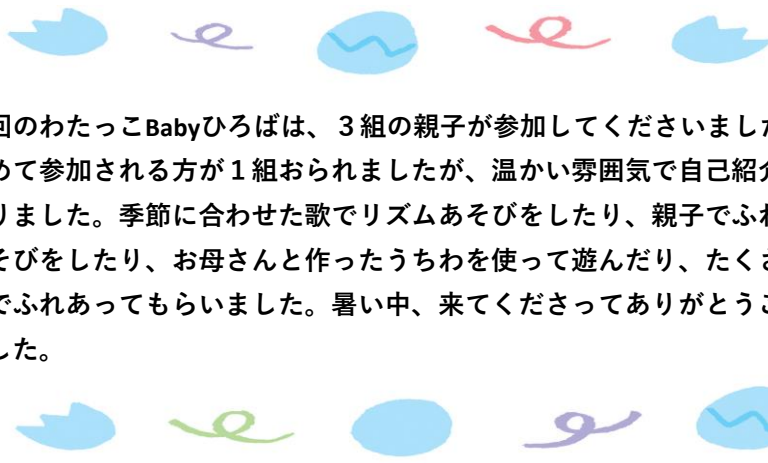 回のわたっこBabyひろばは、３組の親子が参加してくださいました
めて参加される方が１組おられましたが、温かい雰囲気で自己紹介
りました。季節に合わせた歌でリズムあそびをしたり、親子でふれ
そびをしたり、お母さんと作ったうちわを使って遊んだり、たくさ
でふれあってもらいました。暑い中、来てくださってありがとうご
した。